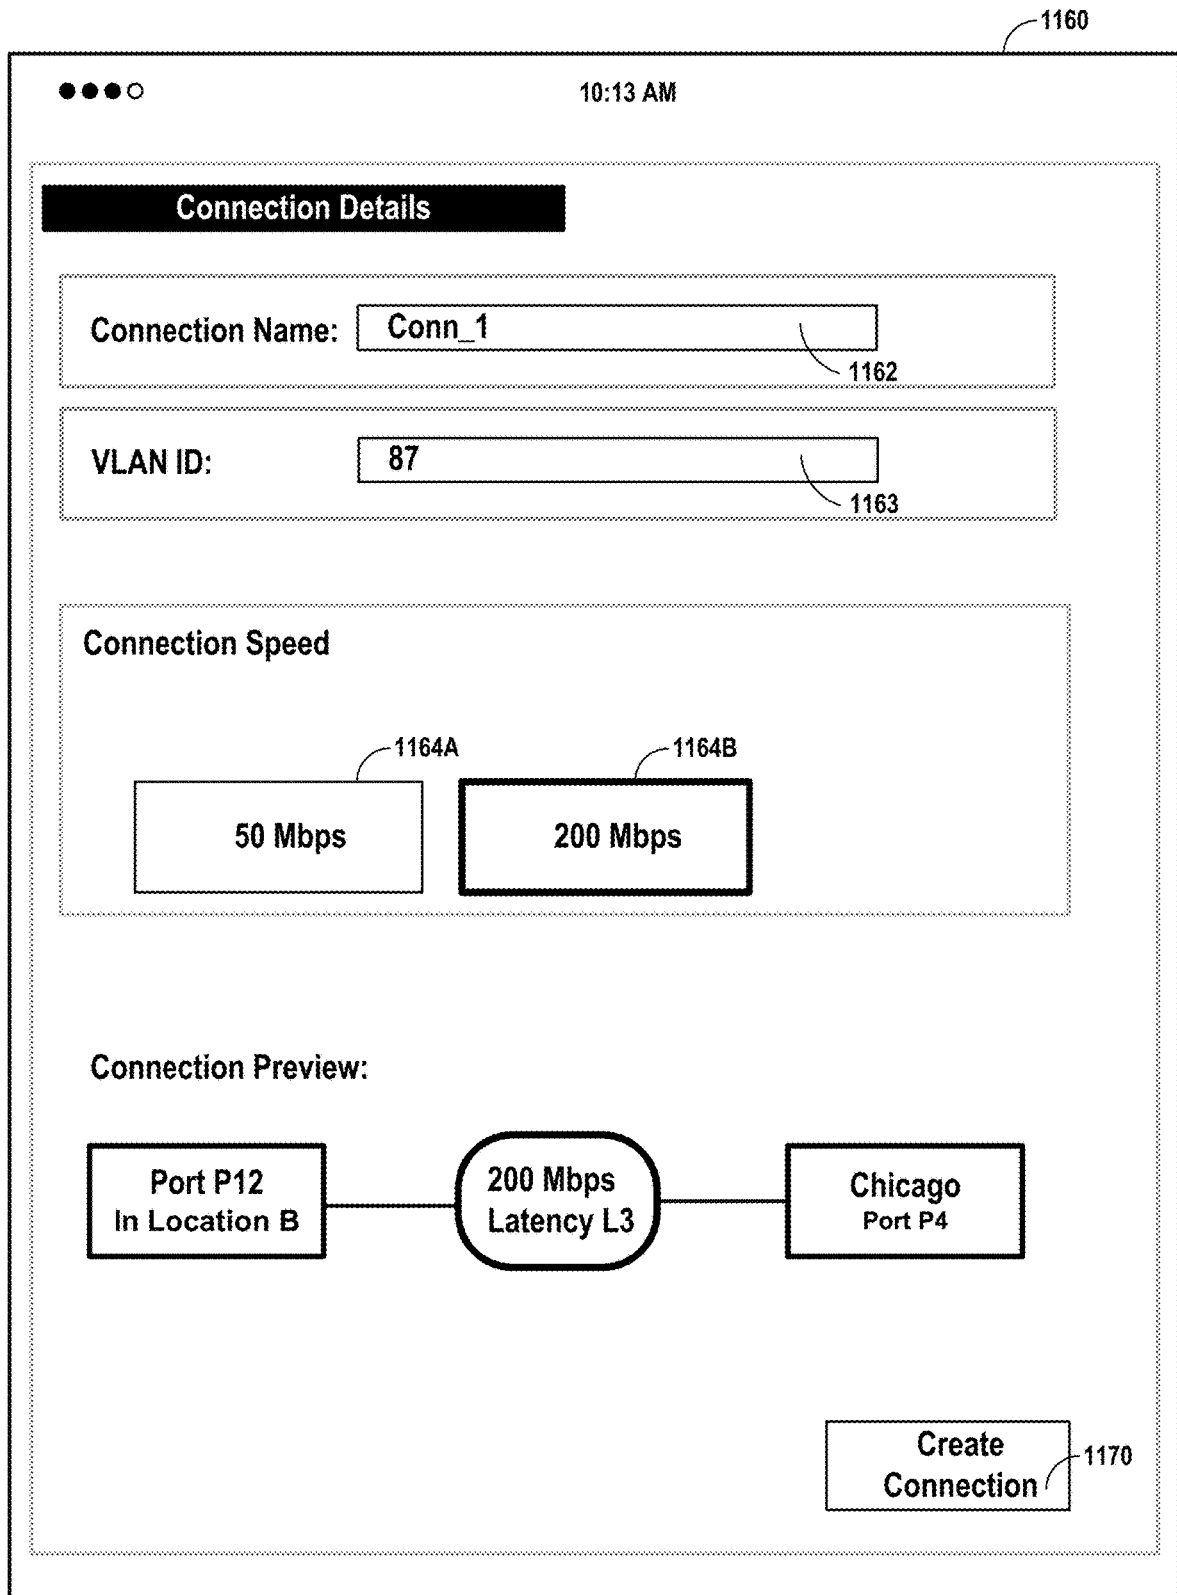 1160
10:13 AM
Connection Details
Connection Name: Conn_1
1162
VLAN ID: 87
1163
Connection Speed
1164A 1164B
50 Mbps 200 Mbps
Connection Preview:
Port P12
In Location B
200 Mbps
Latency L3
Chicago
Port P4
Create
Connection
1170